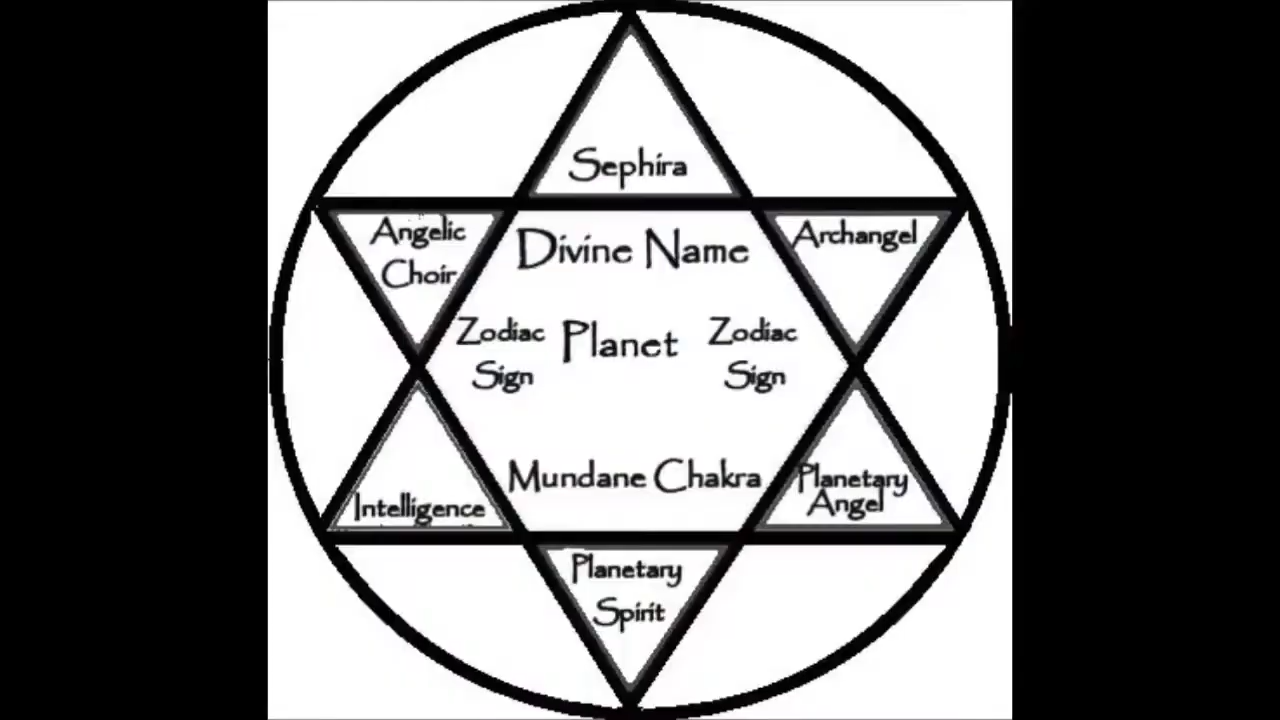 Sephira
Angelic
Choir
Divine Name
Archangel
Zodiac
Sign
Planet
Zodiac
Sign
Intelligence
Mundane Chakra
Planetary
Angel
Planetary
Spirit